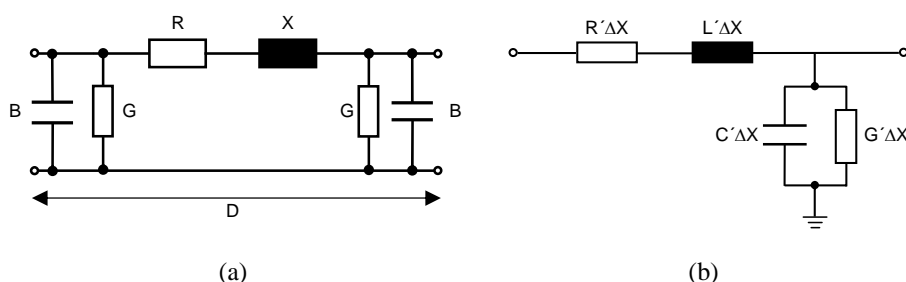 R X
B G G B
D
(a)
R´ΔX L´ΔX
C´ΔX G´ΔX
(b)